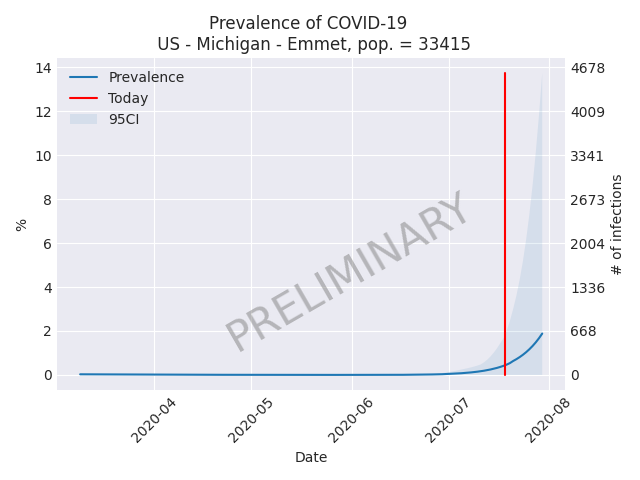 Prevalence of COVID-19
US - Michigan - Emmet, pop. = 33415
Prevalence
Today
95CI
PRELIMINARY
14
12
10
8
6
4
2
0
%
4678
4009
3341
2673
2004
1336
668
0
# of infections
2020-04
2020-05
2020-06
2020-07
2020-08
Date